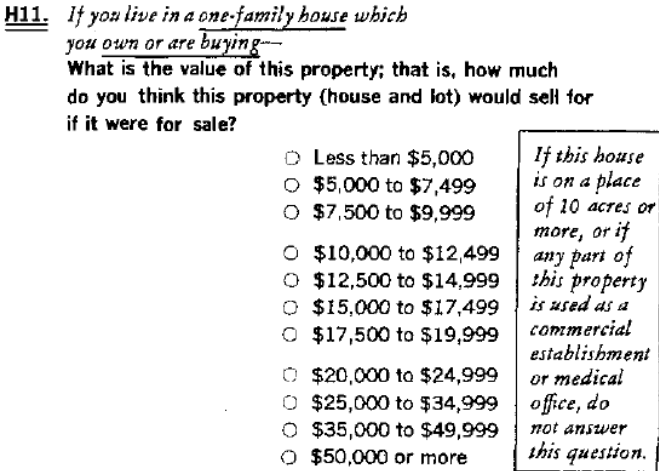 H11. If you live in a one-family house which
you own or are buying—
What is the value of this property; that is, how much
do you think this property (house and lot) would sell for
if it were for sale?
Less than $5,000
$5,000 to $7,499
$7,500 to $9,999
$10,000 to $12,499
$12,500 to $14,999
$15,000 to $17,499
$17,500 to $19,999
$20,000 to $24,999
$25,000 to $34,999
$35,000 to $49,999
$50,000 or more
If this house
is on a place
of 10 acres or
more, or if
any part of
this property
is used as a
commercial
establishment
or medical
office, do
not answer
this question.